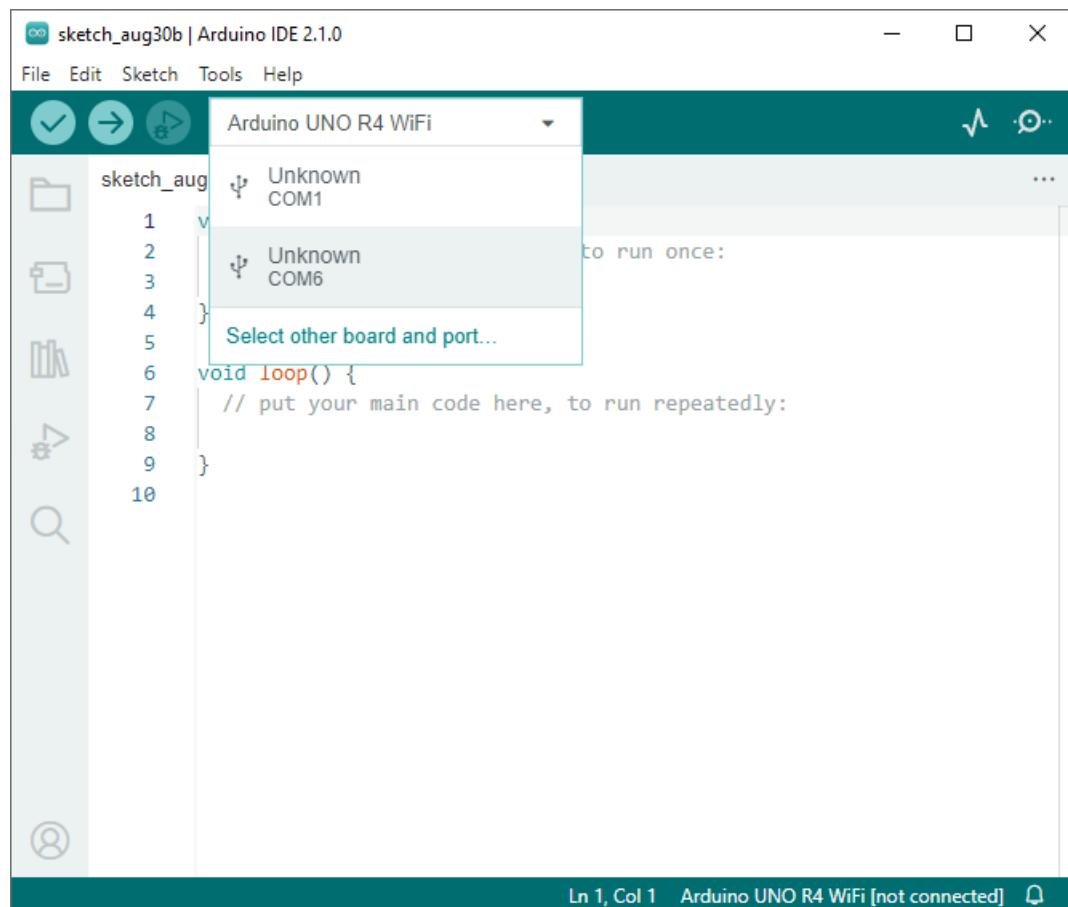 sketch_aug30b | Arduino IDE 2.1.0
File Edit Sketch Tools Help
Arduino UNO R4 WiFi
Unknown
COM1
Unknown
COM6
Select other board and port...
sketch_aug
...
1 v
2 to run once:
3
4 }
5
6 void loop() {
7 // put your main code here, to run repeatedly:
8
9 }
10
Ln 1, Col 1 Arduino UNO R4 WiFi [not connected]